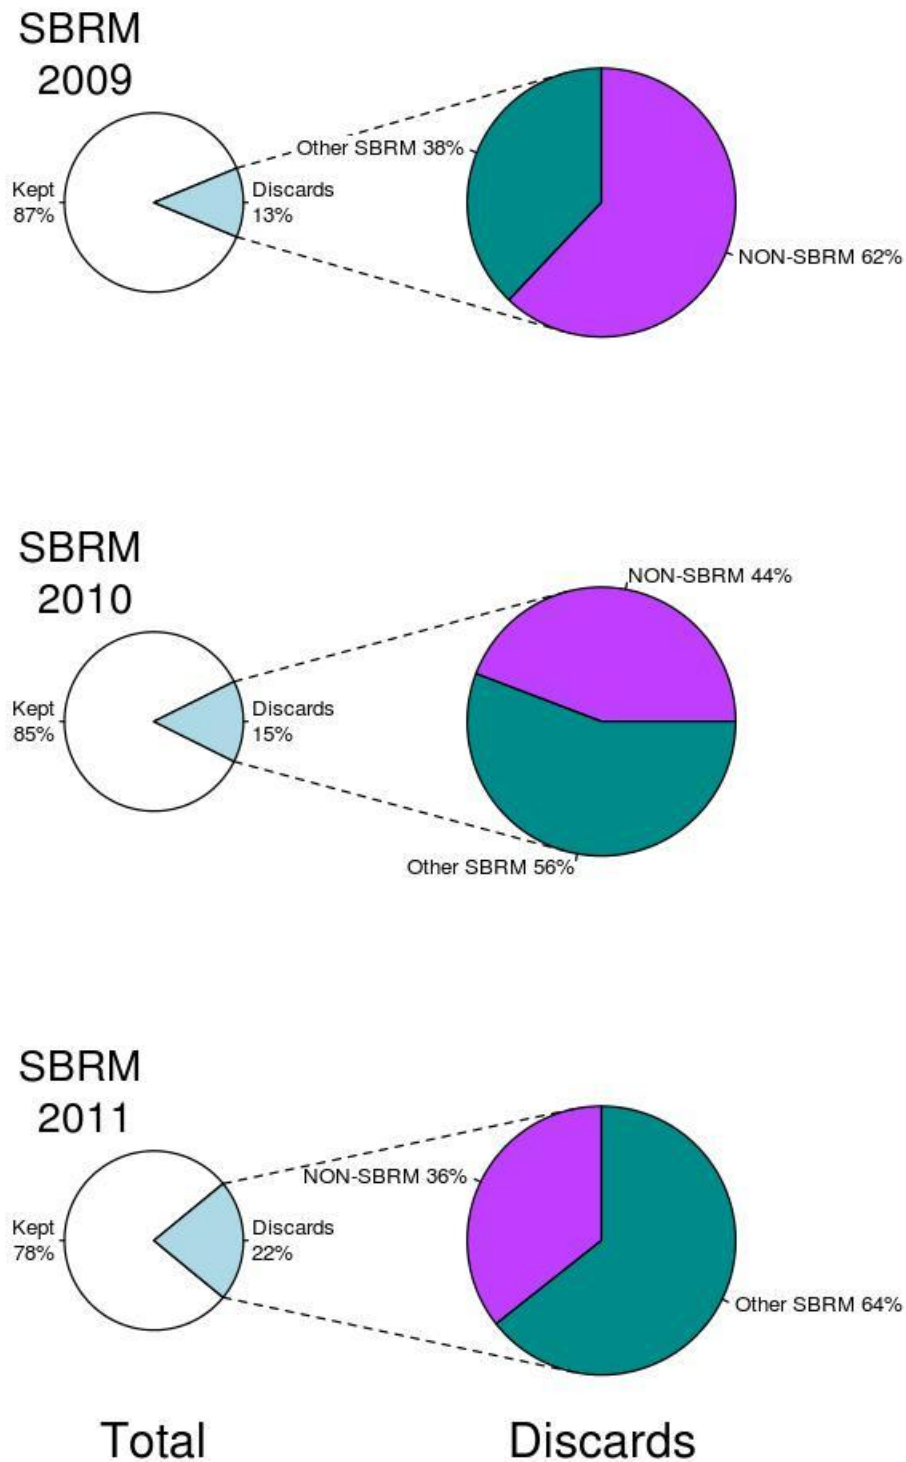 SBRM
2009
Other SBRM 38%
Kept
87%
Discards
13%
NON-SBRM 62%
SBRM
2010
NON-SBRM 44%
Kept
85%
Discards
15%
Other SBRM 56%
SBRM
2011
NON-SBRM 36%
Kept
78%
Discards
22%
Other SBRM 64%
Total
Discards